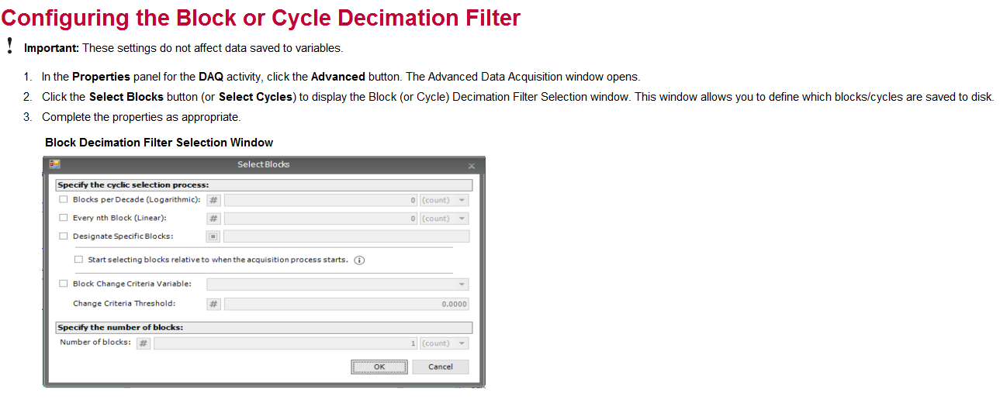 Configuring the Block or Cycle Decimation Filter
! Important: These settings do not affect data saved to variables.
1. In the Properties panel for the DAQ activity, click the Advanced button. The Advanced Data Acquisition window opens.
2. Click the Select Blocks button (or Select Cycles) to display the Block (or Cycle) Decimation Filter Selection window. This window allows you to define which blocks/cycles are saved to disk.
3. Complete the properties as appropriate.
Block Decimation Filter Selection Window
Select Blocks
Specify the cyclic selection process:
Blocks per Decade (Logarithmic): # 0 (count)
Every nth Block (Linear): # 0 (count)
Designate Specific Blocks:
Start selecting blocks relative to when the acquisition process starts. i
Block Change Criteria Variable:
Change Criteria Threshold: # 0.0000
Specify the number of blocks:
Number of blocks: # 1 (count)
OK Cancel